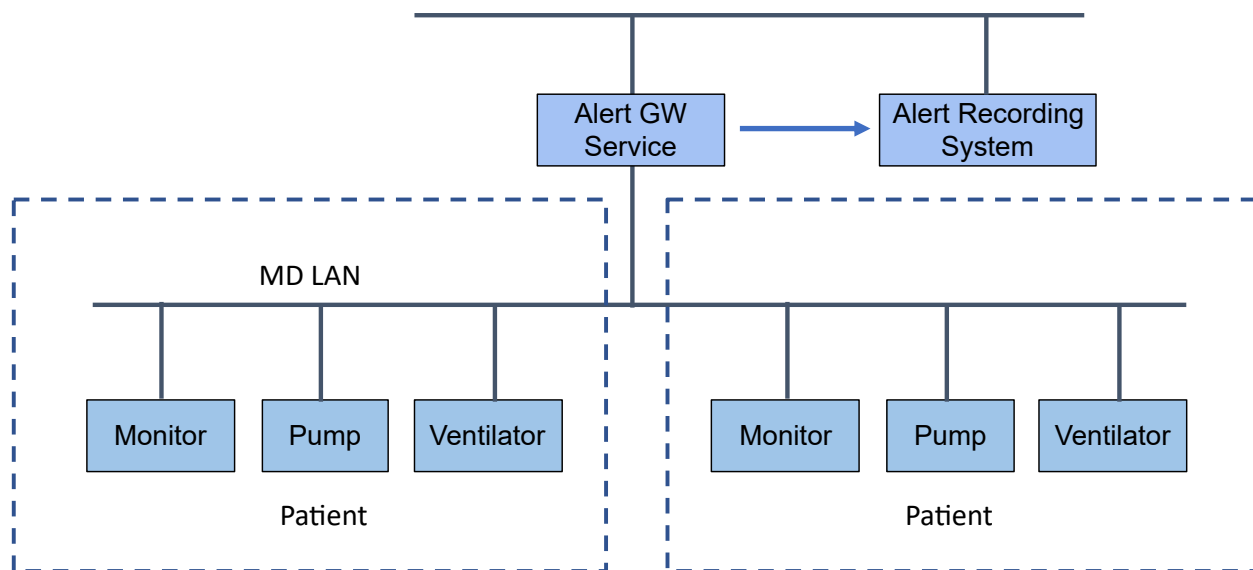 Alert GW
Service
Alert Recording
System
MD LAN
Monitor
Pump
Ventilator
Monitor
Pump
Ventilator
Patient
Patient